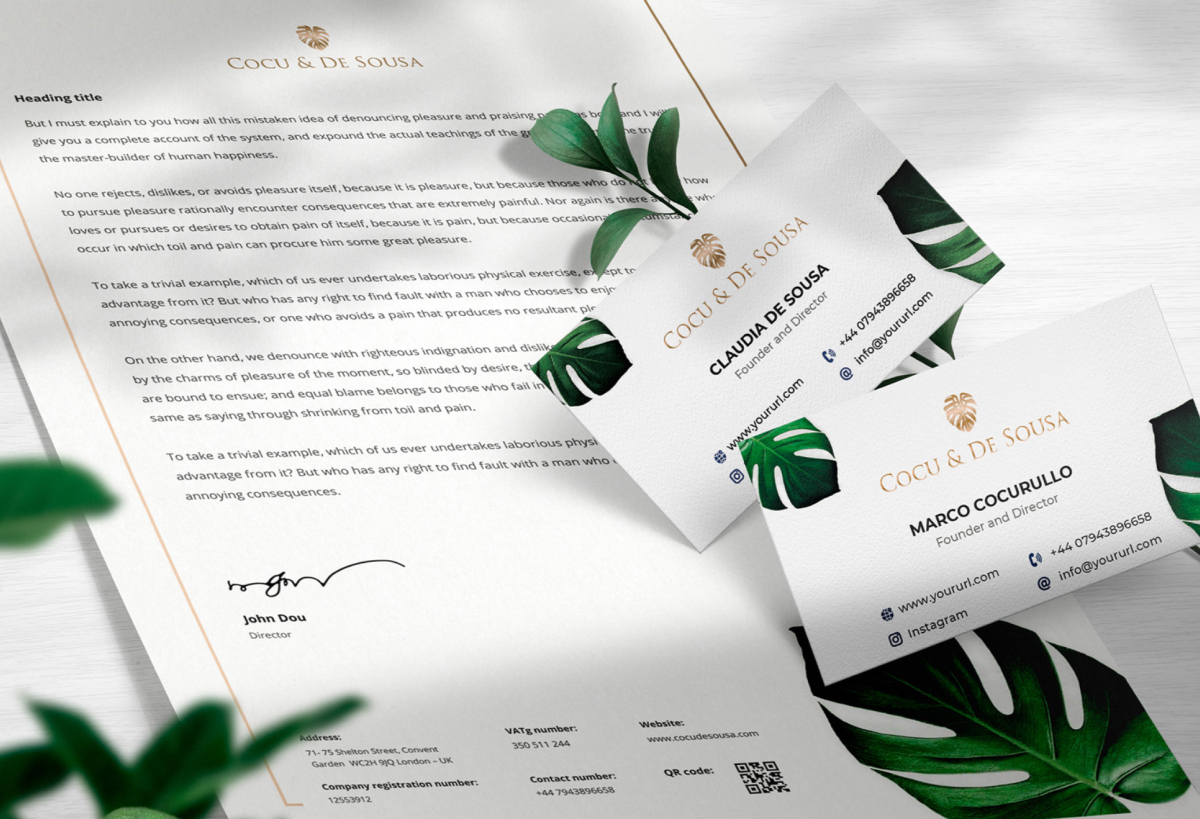 COCU & DE SOUSA
Heading title
But I must explain to you how all this mistaken idea of denouncing pleasure and praising and I
give you a complete account of the system, and expound the actual teachings of the
the master-builder of human happiness.
No one rejects, dislikes, or avoids pleasure itself, because it is pleasure, but because those who do how
to pursue pleasure rationally encounter consequences that are extremely painful. Nor again is there
loves or pursues or desires to obtain pain of itself, because it is pain, but because
occur in which toil and pain can procure him some great pleasure.
To take a trivial example, which of us ever undertakes laborious physical exercise, except to
advantage from it? But who has any right to find fault with a man who chooses to
annoying consequences, or one who avoids a pain that produces no resultant
On the other hand, we denounce with righteous indignation and
by the charms of pleasure of the moment, so blinded by desire,
are bound to ensue; and equal blame belongs to those who fail in
same as saying through shrinking from toil and pain.
To take a trivial example, which of us ever undertakes laborious
advantage from it? But who has any right to find fault with a man who
annoying consequences.
John Dou
Director
Address:
71-75 Shelton Street, Convent
Garden WC2H 9JQ London – UK
Company registration number:
12553912
VATg number:
350 511 244
Contact number:
+44 7943896658
Website:
www.cocudesousa.com
QR code:
COCU & DE SOUSA
CLAUDIA DE SOUSA
Founder and Director
+44 07943896658
info@yoururl.com
www.yoururl.com
COCU & DE SOUSA
MARCO COCURULLO
Founder and Director
+44 07943896658
info@yoururl.com
www.yoururl.com
Instagram